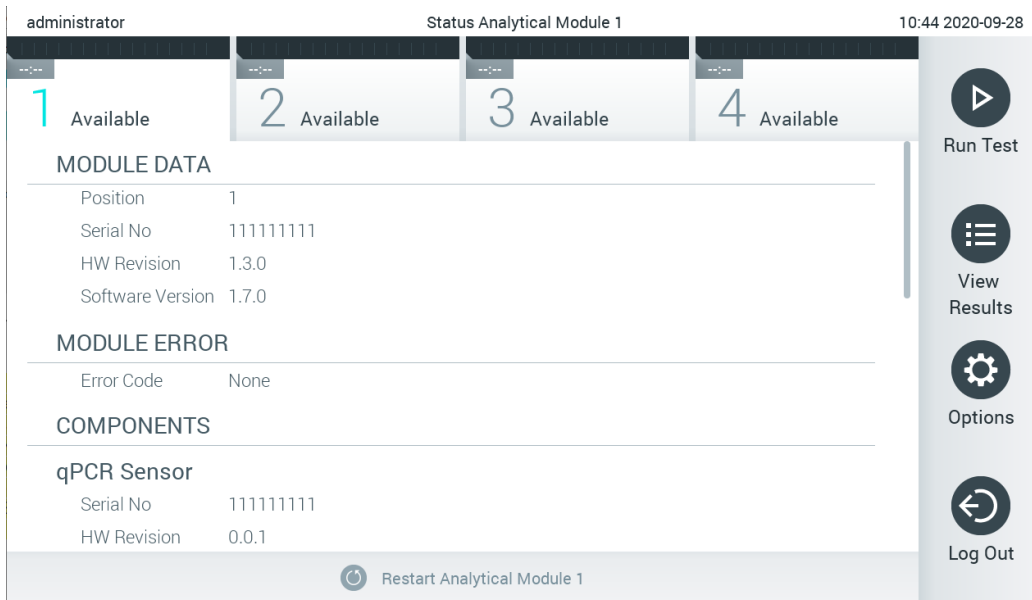 administrator Status Analytical Module 1 10:44 2020-09-28
--:-- --:-- --:-- --:--
1 Available 2 Available 3 Available 4 Available
Run Test
MODULE DATA
Position 1
Serial No 111111111
HW Revision 1.3.0
Software Version 1.7.0
View
Results
MODULE ERROR
Error Code None
Options
COMPONENTS
qPCR Sensor
Serial No 111111111
HW Revision 0.0.1
Log Out
Restart Analytical Module 1